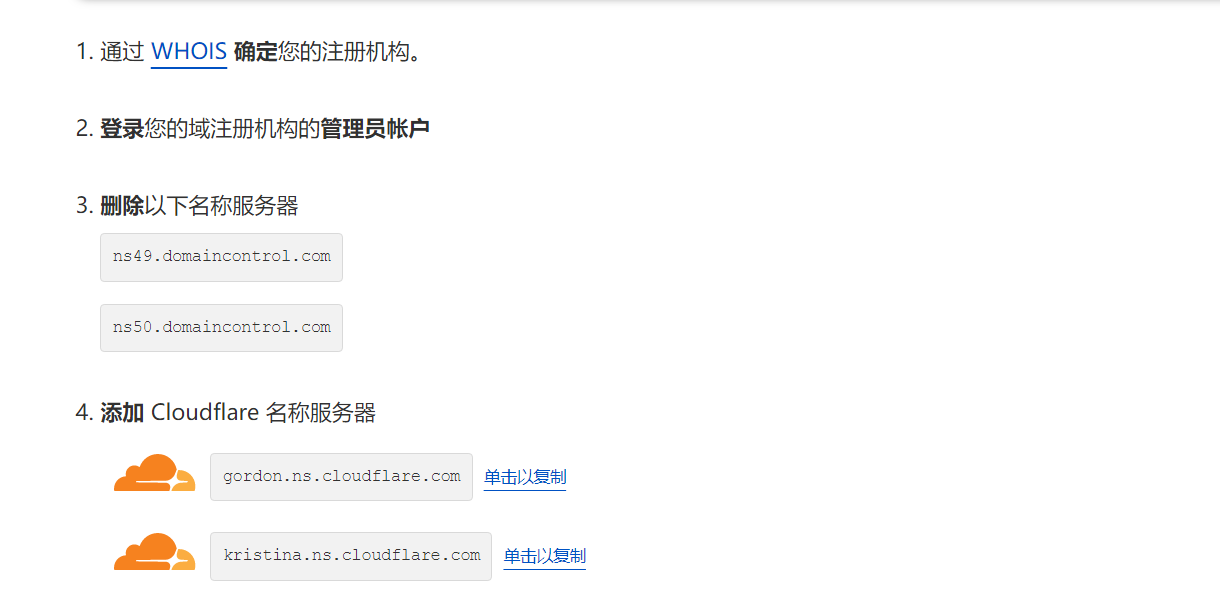 1. 通过 WHOIS 确定您的注册机构。
2. 登录您的域注册机构的管理员帐户
3. 删除以下名称服务器
ns49.domaincontrol.com
ns50.domaincontrol.com
4. 添加 Cloudflare 名称服务器
gordon.ns.cloudflare.com 单击以复制
kristina.ns.cloudflare.com 单击以复制